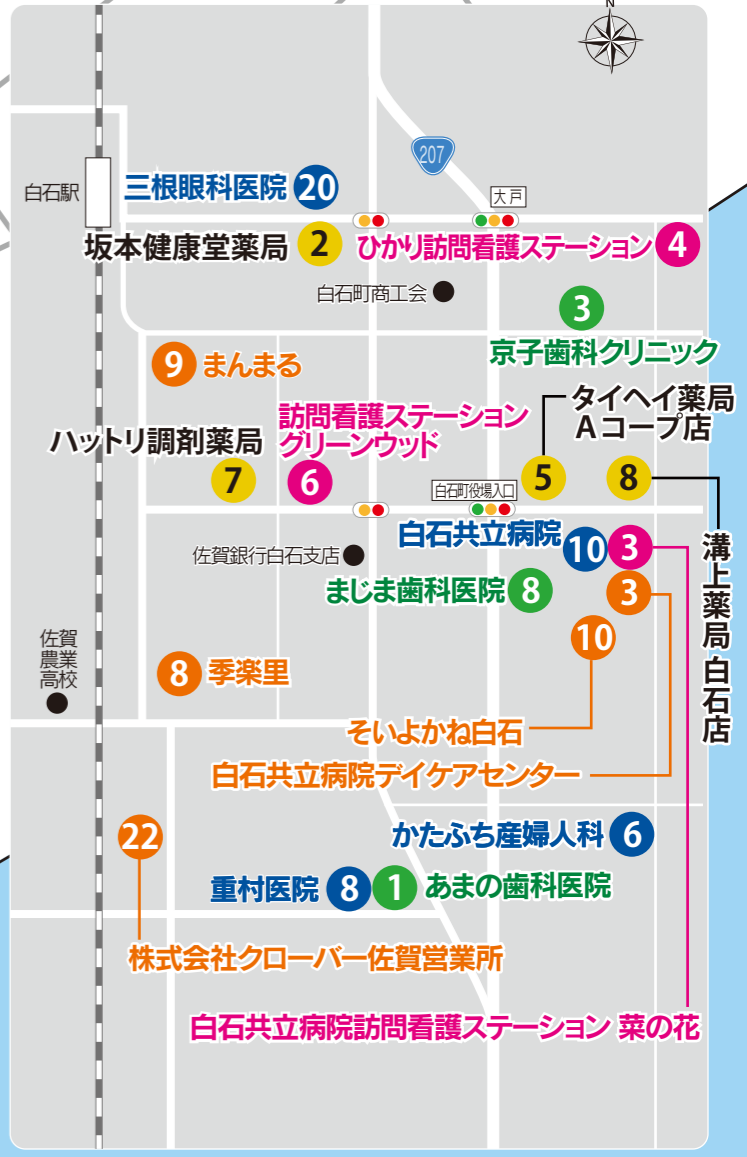 N
207
大戸
白石駅
三根眼科医院 20
坂本健康堂薬局 2
ひかり訪問看護ステーション 4
白石町商工会
3
京子歯科クリニック
9 まんまる
タイヘイ薬局
Aコープ店
訪問看護ステーション
グリーンウッド
ハットリ調剤薬局
7
6
白石町役場入口
5
8
溝上薬局 白石店
白石共立病院 10 3
佐賀銀行白石支店
まじま歯科医院 8
3
10
佐賀
農業
高校
8 季楽里
そいよかね白石
白石共立病院デイケアセンター
22
かたふち産婦人科 6
重村医院 8
1 あまの歯科医院
株式会社クローバー佐賀営業所
白石共立病院訪問看護ステーション 菜の花